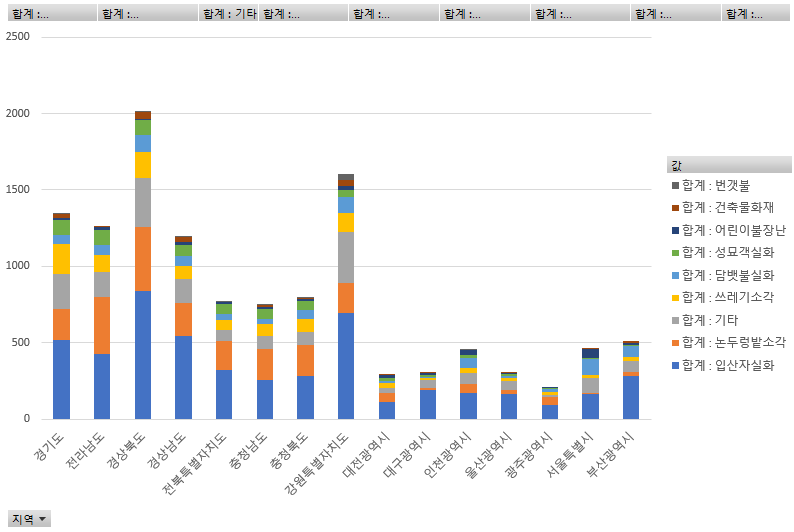 합계 :...
합계 :...
합계 : 기타
합계 :...
합계 :...
합계 :...
합계 :...
합계 :...
합계 :...
2500
2000
1500
1000
500
0
경기도
전라남도
경상북도
경상남도
전북특별자치도
충청남도
충청북도
강원특별자치도
대전광역시
대구광역시
인천광역시
울산광역시
광주광역시
서울특별시
부산광역시
값
합계 : 번갯불
합계 : 건축물화재
합계 : 어린이불장난
합계 : 성묘객실화
합계 : 담뱃불실화
합계 : 쓰레기소각
합계 : 기타
합계 : 논두렁밭소각
합계 : 입산자실화
지역